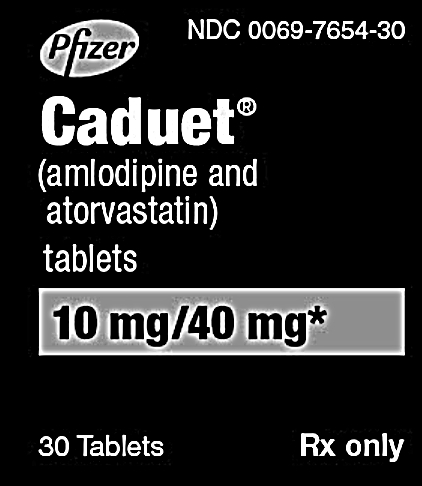 Pfizer
NDC 0069-7654-30
Caduet®
(amlodipine and
atorvastatin)
tablets
10 mg/40 mg*
30 Tablets
Rx only